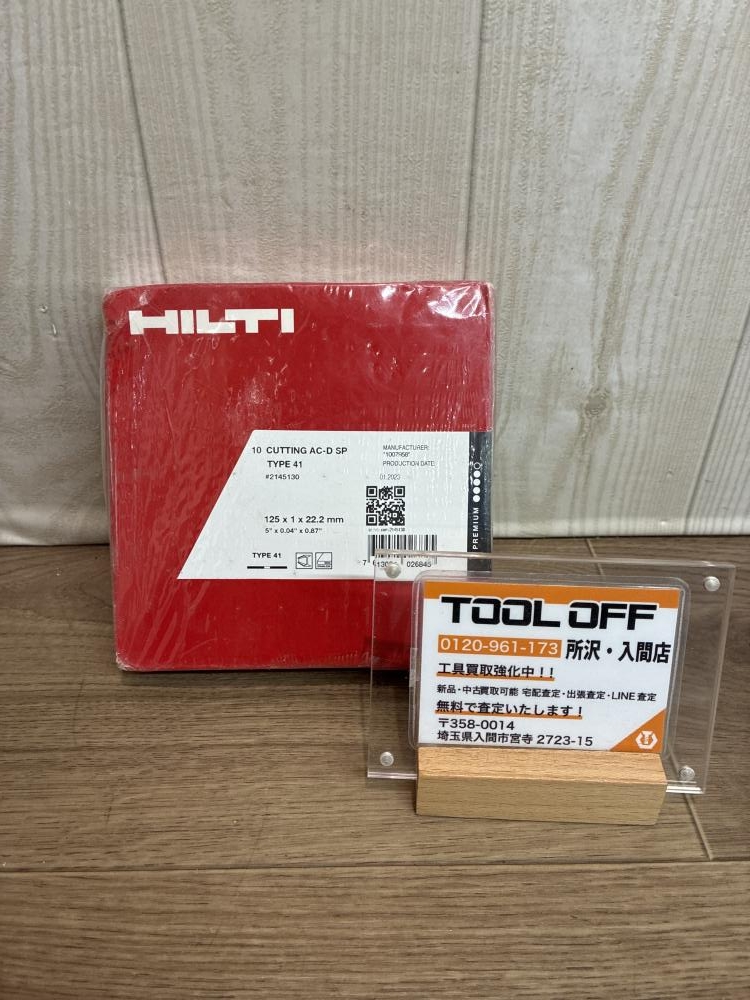 HILTI
10 CUTTING AC-D SP
TYPE 41
#2145130
MANUFACTURER:
PRODUCTION DATE:
125 x 1 x 22.2 mm
5" x 0.04" x 0.87"
TYPE 41
PREMIUM
TOOL OFF
0120-961-173 所沢・入間店
工具買取強化中!!
新品・中古買取可能 宅配査定・出張査定・LINE査定
無料で査定いたします!
〒358-0014
埼玉県入間市宮寺 2723-15